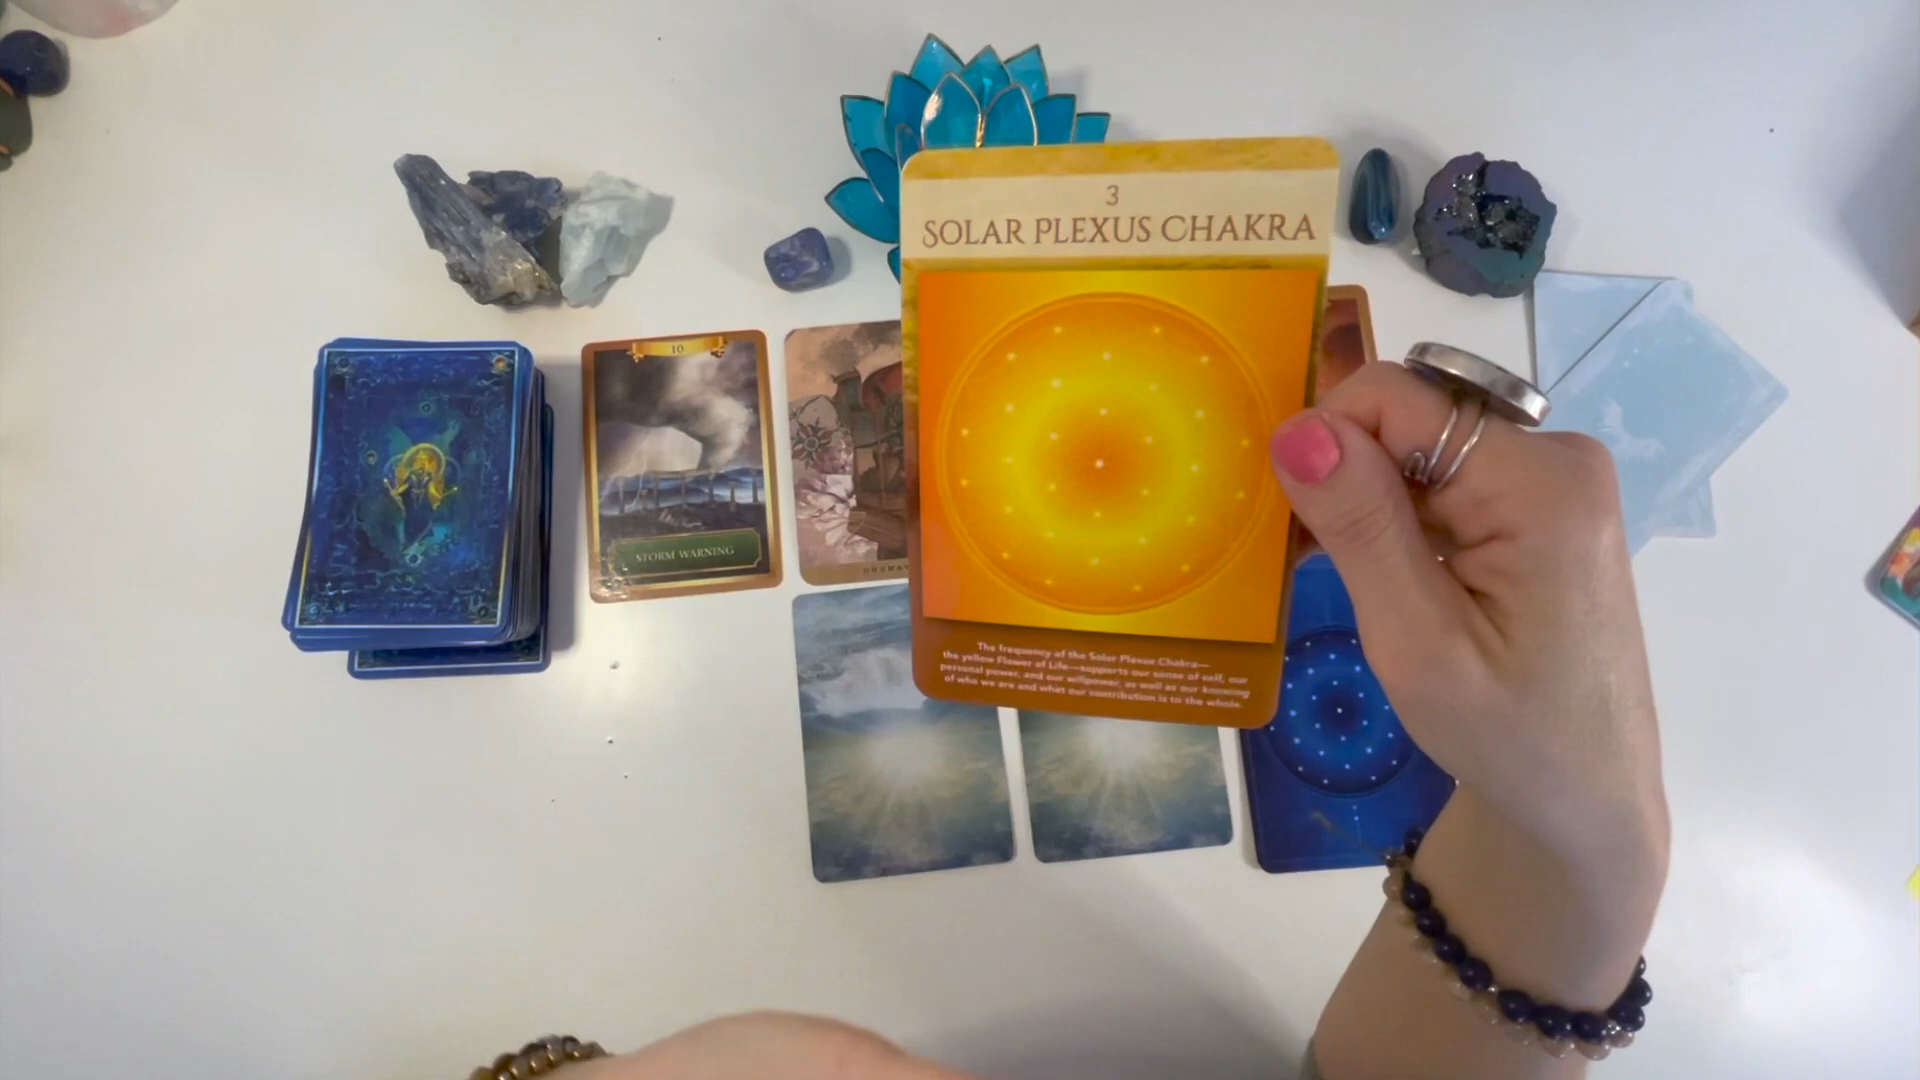 3
SOLAR PLEXUS CHAKRA
The frequency of the Solar Plexus Chakra—
the yellow Flower of Life—supports our sense of self, our
personal power, and our willpower, as well as our knowing
of who we are and what our contribution is to the whole.
10
STORM WARNING